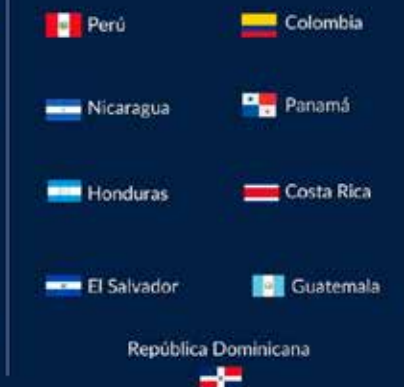 Perú
Colombia
Nicaragua
Panamá
Honduras
Costa Rica
El Salvador
Guatemala
República Dominicana